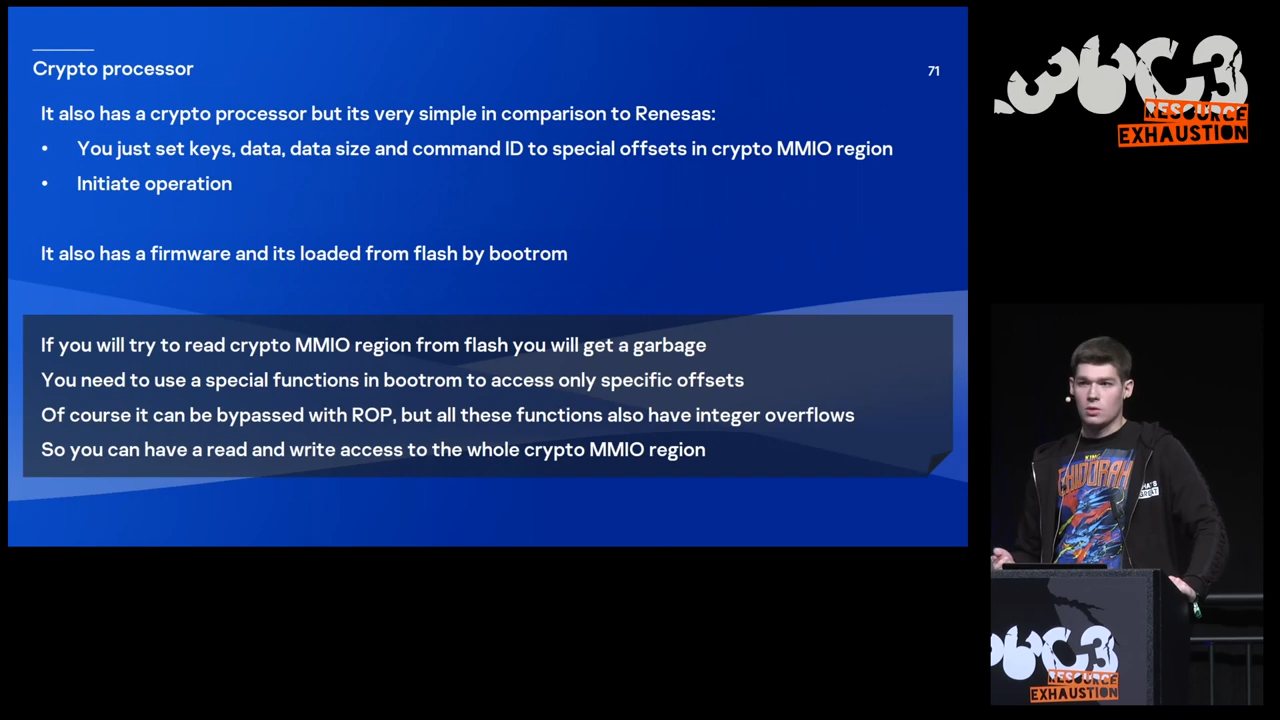 Crypto processor
71
It also has a crypto processor but its very simple in comparison to Renesas:
• You just set keys, data, data size and command ID to special offsets in crypto MMIO region
• Initiate operation
It also has a firmware and its loaded from flash by bootrom
If you will try to read crypto MMIO region from flash you will get a garbage
You need to use a special functions in bootrom to access only specific offsets
Of course it can be bypassed with ROP, but all these functions also have integer overflows
So you can have a read and write access to the whole crypto MMIO region
36C3
RESOURCE
EXHAUSTION
KING
GHIDORAH
36C3
RESOURCE
EXHAUSTION